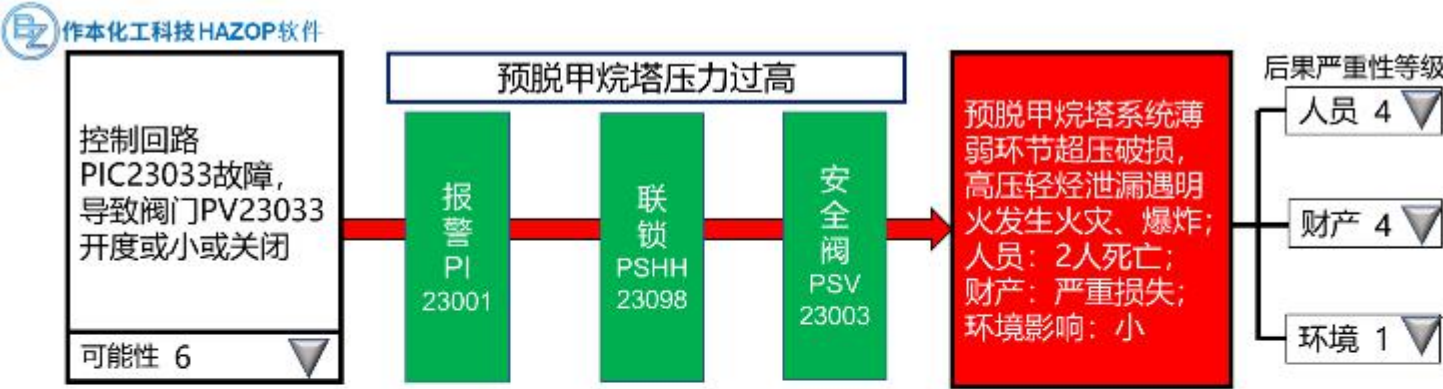 BZ
作本化工科技HAZOP软件
控制回路
PIC23033故障，
导致阀门PV23033
开度或小或关闭
可能性 6
预脱甲烷塔压力过高
报
警
PI
23001
联
锁
PSHH
23098
安
全
阀
PSV
23003
预脱甲烷塔系统薄
弱环节超压破损，
高压轻烃泄漏遇明
火发生火灾、爆炸；
人员：2人死亡；
财产：严重损失；
环境影响：小
后果严重性等级
人员 4
财产 4
环境 1